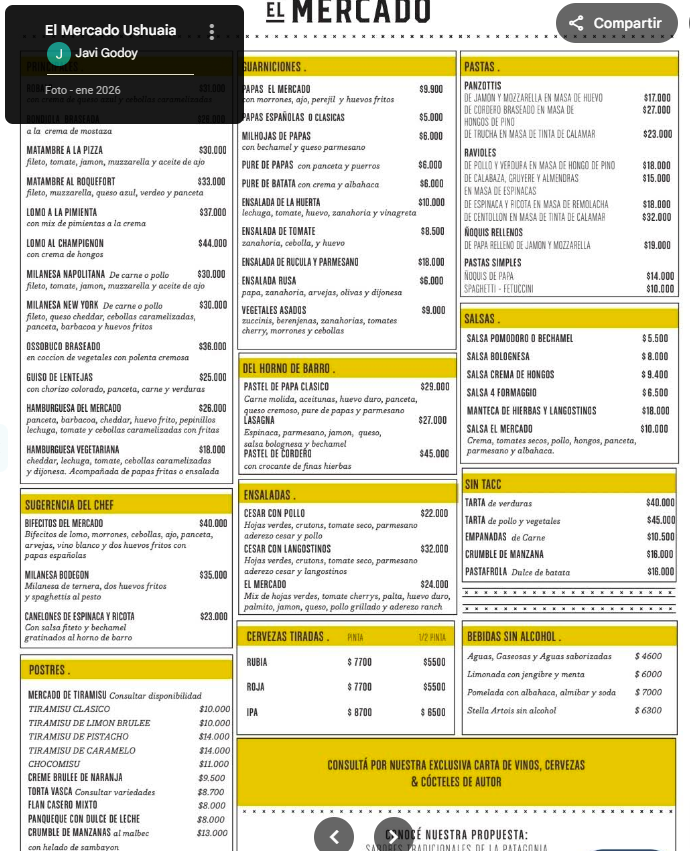 EL MERCADO
El Mercado Ushuaia
J Javi Godoy
Foto - ene 2026
Compartir
a la crema de mostaza
MATAMBRE A LA PIZZA $30.000
fileto, tomate, jamon, muzzarella y aceite de ajo
MATAMBRE AL ROQUEFORT $33.000
fileto, muzzarella, queso azul, verdeo y panceta
LOMO A LA PIMIENTA $37.000
con mix de pimientas a la crema
LOMO AL CHAMPIGNON $44.000
con crema de hongos
MILANESA NAPOLITANA De carne o pollo $30.000
fileto, tomate, jamon, muzzarella y aceite de ajo
MILANESA NEW YORK De carne o pollo $30.000
fileto, queso cheddar, cebollas caramelizadas,
panceta, barbacoa y huevos fritos
OSSOBUCO BRASEADO $36.000
en coccion de vegetales con polenta cremosa
GUISO DE LENTEJAS $25.000
con chorizo colorado, panceta, carne y verduras
HAMBURGUESA DEL MERCADO $26.000
panceta, barbacoa, cheddar, huevo frito, pepinillos
lechuga, tomate y cebollas caramelizadas con fritas
HAMBURGUESA VEGETARIANA $18.000
cheddar, lechuga, tomate, cebollas caramelizadas
y dijonesa. Acompañada de papas fritas o ensalada
SUGERENCIA DEL CHEF
BIFECITOS DEL MERCADO $40.000
Bifecitos de lomo, morrones, cebollas, ajo, panceta,
arvejas, vino blanco y dos huevos fritos con
papas españolas
MILANESA BODEGON $35.000
Milanesa de ternera, dos huevos fritos
y spaghettis al pesto
CANELONES DE ESPINACA Y RICOTA $23.000
Con salsa fiteto y bechamel
gratinados al horno de barro
POSTRES .
MERCADO DE TIRAMISU Consultar disponibilidad
TIRAMISU CLASICO $10.000
TIRAMISU DE LIMON BRULEE $10.000
TIRAMISU DE PISTACHO $14.000
TIRAMISU DE CARAMELO $14.000
CHOCOMISU $11.000
CREME BRULEE DE NARANJA $9.500
TORTA VASCA Consultar variedades $8.700
FLAN CASERO MIXTO $8.000
PANQUEQUE CON DULCE DE LECHE $8.000
CRUMBLE DE MANZANAS al malbec $13.000
con helado de sambayon
GUARNICIONES .
PAPAS EL MERCADO $9.900
con morrones, ajo, perejil y huevos fritos
PAPAS ESPAÑOLAS O CLASICAS $5.000
MILHOJAS DE PAPAS $6.000
con bechamel y queso parmesano
PURE DE PAPAS con panceta y puerros $6.000
PURE DE BATATA con crema y albahaca $6.000
ENSALADA DE LA HUERTA $10.000
lechuga, tomate, huevo, zanahoria y vinagreta
ENSALADA DE TOMATE $8.500
zanahoria, cebolla, y huevo
ENSALADA DE RUCULA Y PARMESANO $18.000
ENSALADA RUSA $6.000
papa, zanahoria, arvejas, olivas y dijonesa
VEGETALES ASADOS $9.000
zuccinis, berenjenas, zanahorias, tomates
cherry, morrones y cebollas
DEL HORNO DE BARRO .
PASTEL DE PAPA CLASICO $29.000
Carne molida, aceitunas, huevo duro, panceta,
queso cremoso, pure de papas y parmesano
LASAGNA $27.000
Espinaca, parmesano, jamon, queso,
salsa bolognesa y bechamel
PASTEL DE CORDERO $45.000
con crocante de finas hierbas
ENSALADAS .
CESAR CON POLLO $22.000
Hojas verdes, crutons, tomate seco, parmesano
aderezo cesar y pollo
CESAR CON LANGOSTINOS $32.000
Hojas verdes, crutons, tomate seco, parmesano
aderezo cesar y langostinos
EL MERCADO $24.000
Mix de hojas verdes, tomate cherrys, palta, huevo duro,
palmito, jamon, queso, pollo grillado y aderezo ranch
CERVEZAS TIRADAS . PINTA 1/2 PINTA
RUBIA $ 7700 $5500
ROJA $ 7700 $5500
IPA $ 8700 $ 6500
PASTAS .
PANZOTTIS
DE JAMON Y MOZZARELLA EN MASA DE HUEVO $17.000
DE CORDERO BRASEADO EN MASA DE $27.000
HONGOS DE PINO
DE TRUCHA EN MASA DE TINTA DE CALAMAR $23.000
RAVIOLES
DE POLLO Y VERDURA EN MASA DE HONGO DE PINO $18.000
DE CALABAZA, GRUYERE Y ALMENDRAS $15.000
EN MASA DE ESPINACAS
DE ESPINACA Y RICOTA EN MASA DE REMOLACHA $18.000
DE CENTOLLON EN MASA DE TINTA DE CALAMAR $32.000
ÑOQUIS RELLENOS
DE PAPA RELLENO DE JAMON Y MOZZARELLA $19.000
PASTAS SIMPLES
ÑOQUIS DE PAPA $14.000
SPAGHETTI - FETUCCINI $10.000
SALSAS .
SALSA POMODORO O BECHAMEL $ 5.500
SALSA BOLOGNESA $ 8.000
SALSA CREMA DE HONGOS $ 9.400
SALSA 4 FORMAGGIO $ 6.500
MANTECA DE HIERBAS Y LANGOSTINOS $18.000
SALSA EL MERCADO $10.000
Crema, tomates secos, pollo, hongos, panceta,
parmesano y albahaca.
SIN TACC
TARTA de verduras $40.000
TARTA de pollo y vegetales $45.000
EMPANADAS de Carne $10.500
CRUMBLE DE MANZANA $16.000
PASTAFROLA Dulce de batata $16.000
BEBIDAS SIN ALCOHOL .
Aguas, Gaseosas y Aguas saborizadas $ 4600
Limonada con jengibre y menta $ 6000
Pomelada con albahaca, almibar y soda $ 7000
Stella Artois sin alcohol $ 6300
CONSULTÁ POR NUESTRA EXCLUSIVA CARTA DE VINOS, CERVEZAS
& CÓCTELES DE AUTOR
CONOCÉ NUESTRA PROPUESTA:
SABORES TRADICIONALES DE LA PATAGONIA